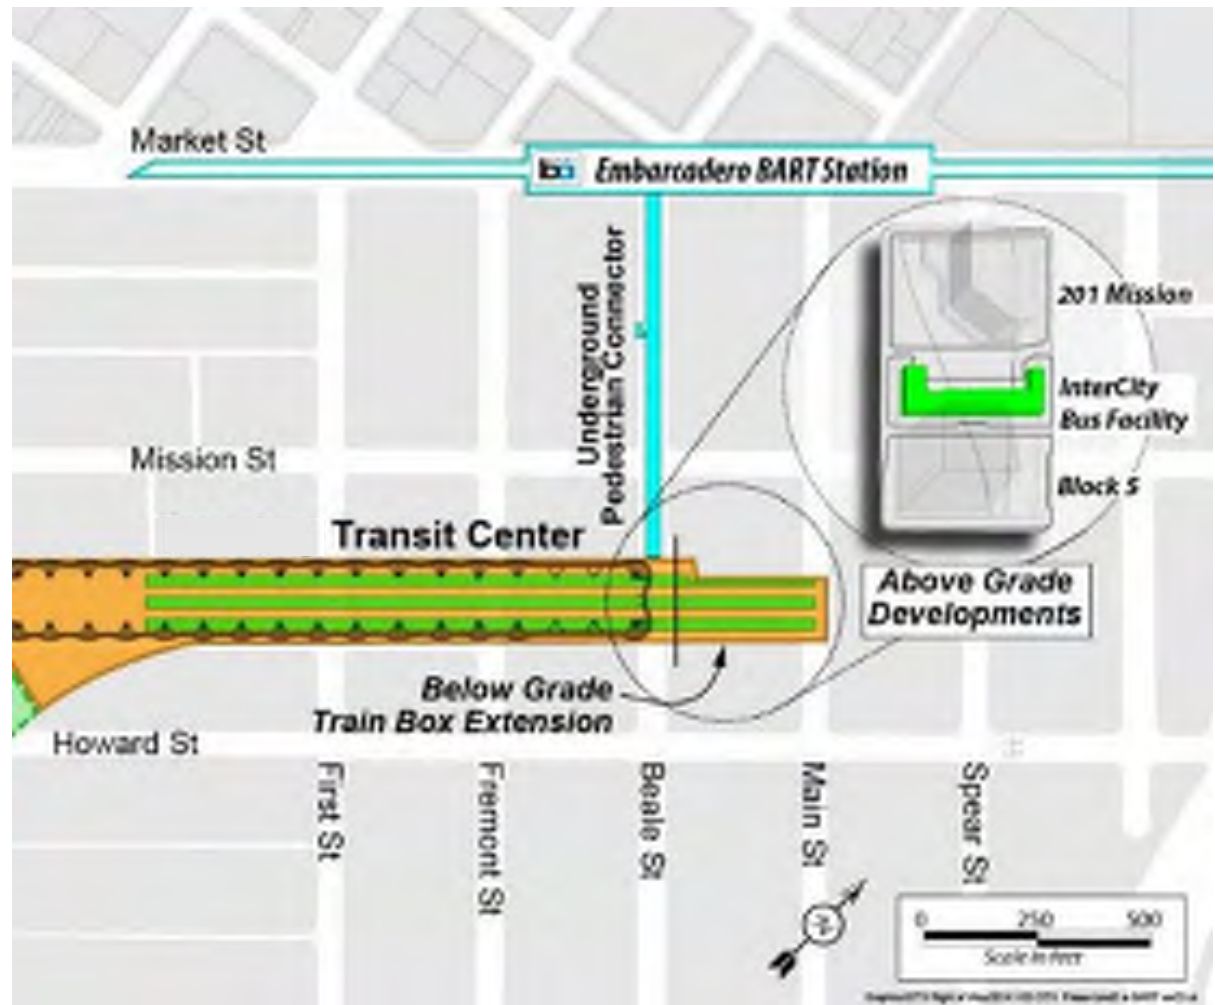 Market St
ba Embarcadero BART Station
Underground
Pedestrian Connector
201 Mission
InterCity
Bus Facility
Block 5
Mission St
Transit Center
Above Grade
Developments
Below Grade
Train Box Extension
Howard St
First St
Fremont St
Beale St
Main St
Spear St
0 250 500
Scale in Feet